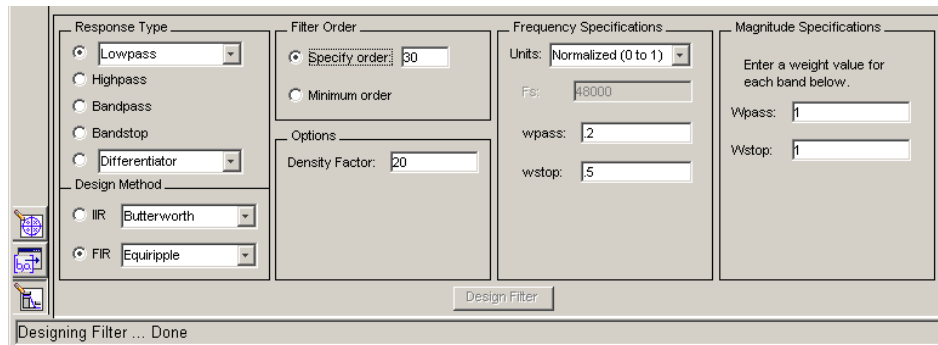 Response Type
Lowpass
Highpass
Bandpass
Bandstop
Differentiator
Design Method
IIR Butterworth
FIR Equiripple
Filter Order
Specify order: 30
Minimum order
Options
Density Factor: 20
Frequency Specifications
Units: Normalized (0 to 1)
Fs: 48000
wpass: .2
wstop: .5
Magnitude Specifications
Enter a weight value for
each band below.
Wpass: 1
Wstop: 1
Design Filter
Designing Filter ... Done